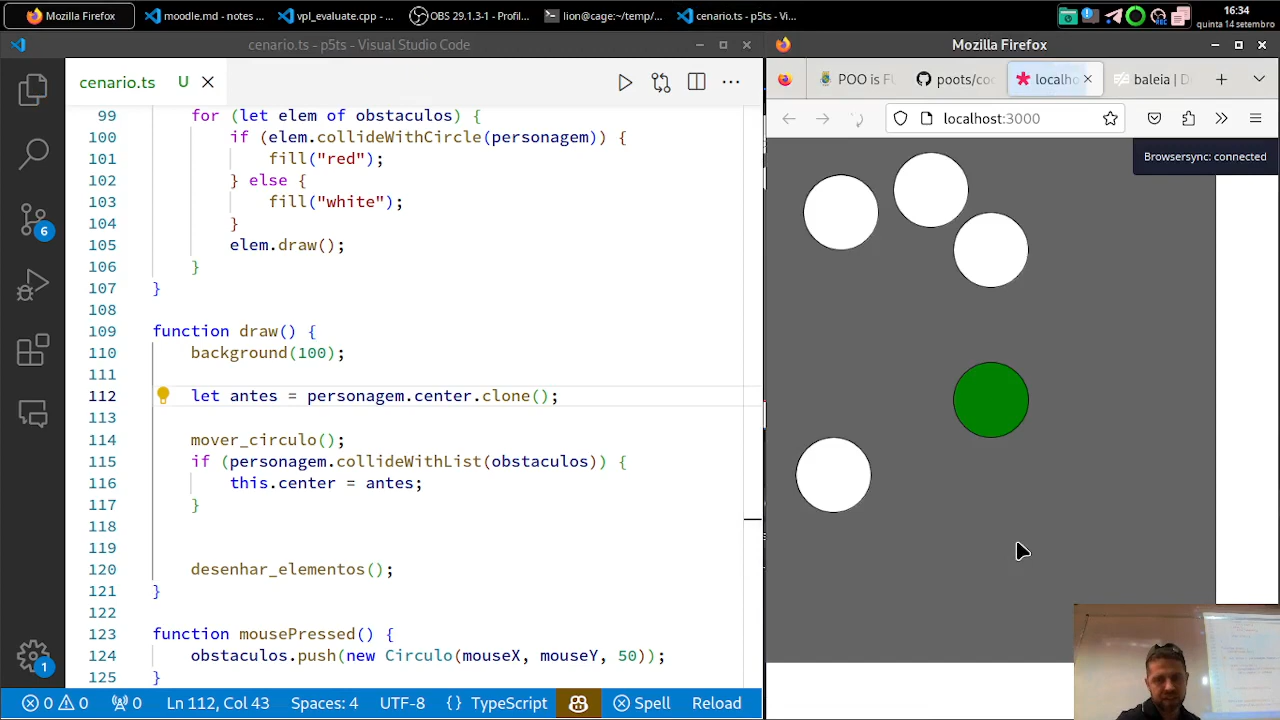 Mozilla Firefox
moodle.md - notes ...
vpl_evaluate.cpp - ...
OBS 29.1.3-1 - Profil...
lion@cage:~/temp/...
cenario.ts - p5ts - Vi...
16:34
quinta 14 setembro
cenario.ts - p5ts - Visual Studio Code
Mozilla Firefox
cenario.ts U
POO is FU
poots/co
localho
baleia | D
localhost:3000
Browsersync: connected
6
1
99 for (let elem of obstaculos) {
100 if (elem.collideWithCircle(personagem)) {
101 fill("red");
102 } else {
103 fill("white");
104 }
105 elem.draw();
106 }
107 }
108
109 function draw() {
110 background(100);
111
112 let antes = personagem.center.clone();
113
114 mover_circulo();
115 if (personagem.collideWithList(obstaculos)) {
116 this.center = antes;
117 }
118
119
120 desenhar_elementos();
121 }
122
123 function mousePressed() {
124 obstaculos.push(new Circulo(mouseX, mouseY, 50));
125 }
0 0 0 Ln 112, Col 43 Spaces: 4 UTF-8 {} TypeScript Spell Reload